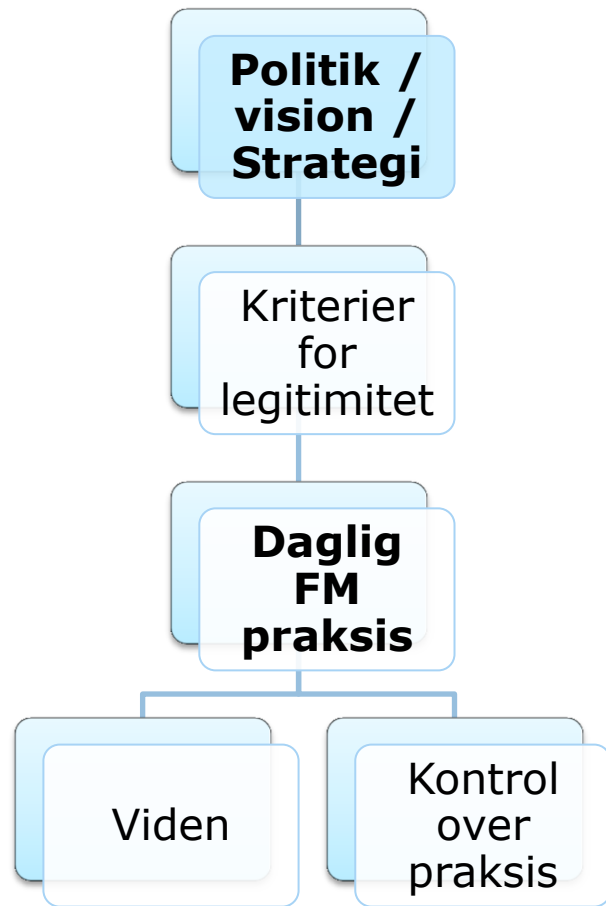 Politik /
vision /
Strategi
Kriterier
for
legitimitet
Daglig
FM
praksis
Viden
Kontrol
over
praksis